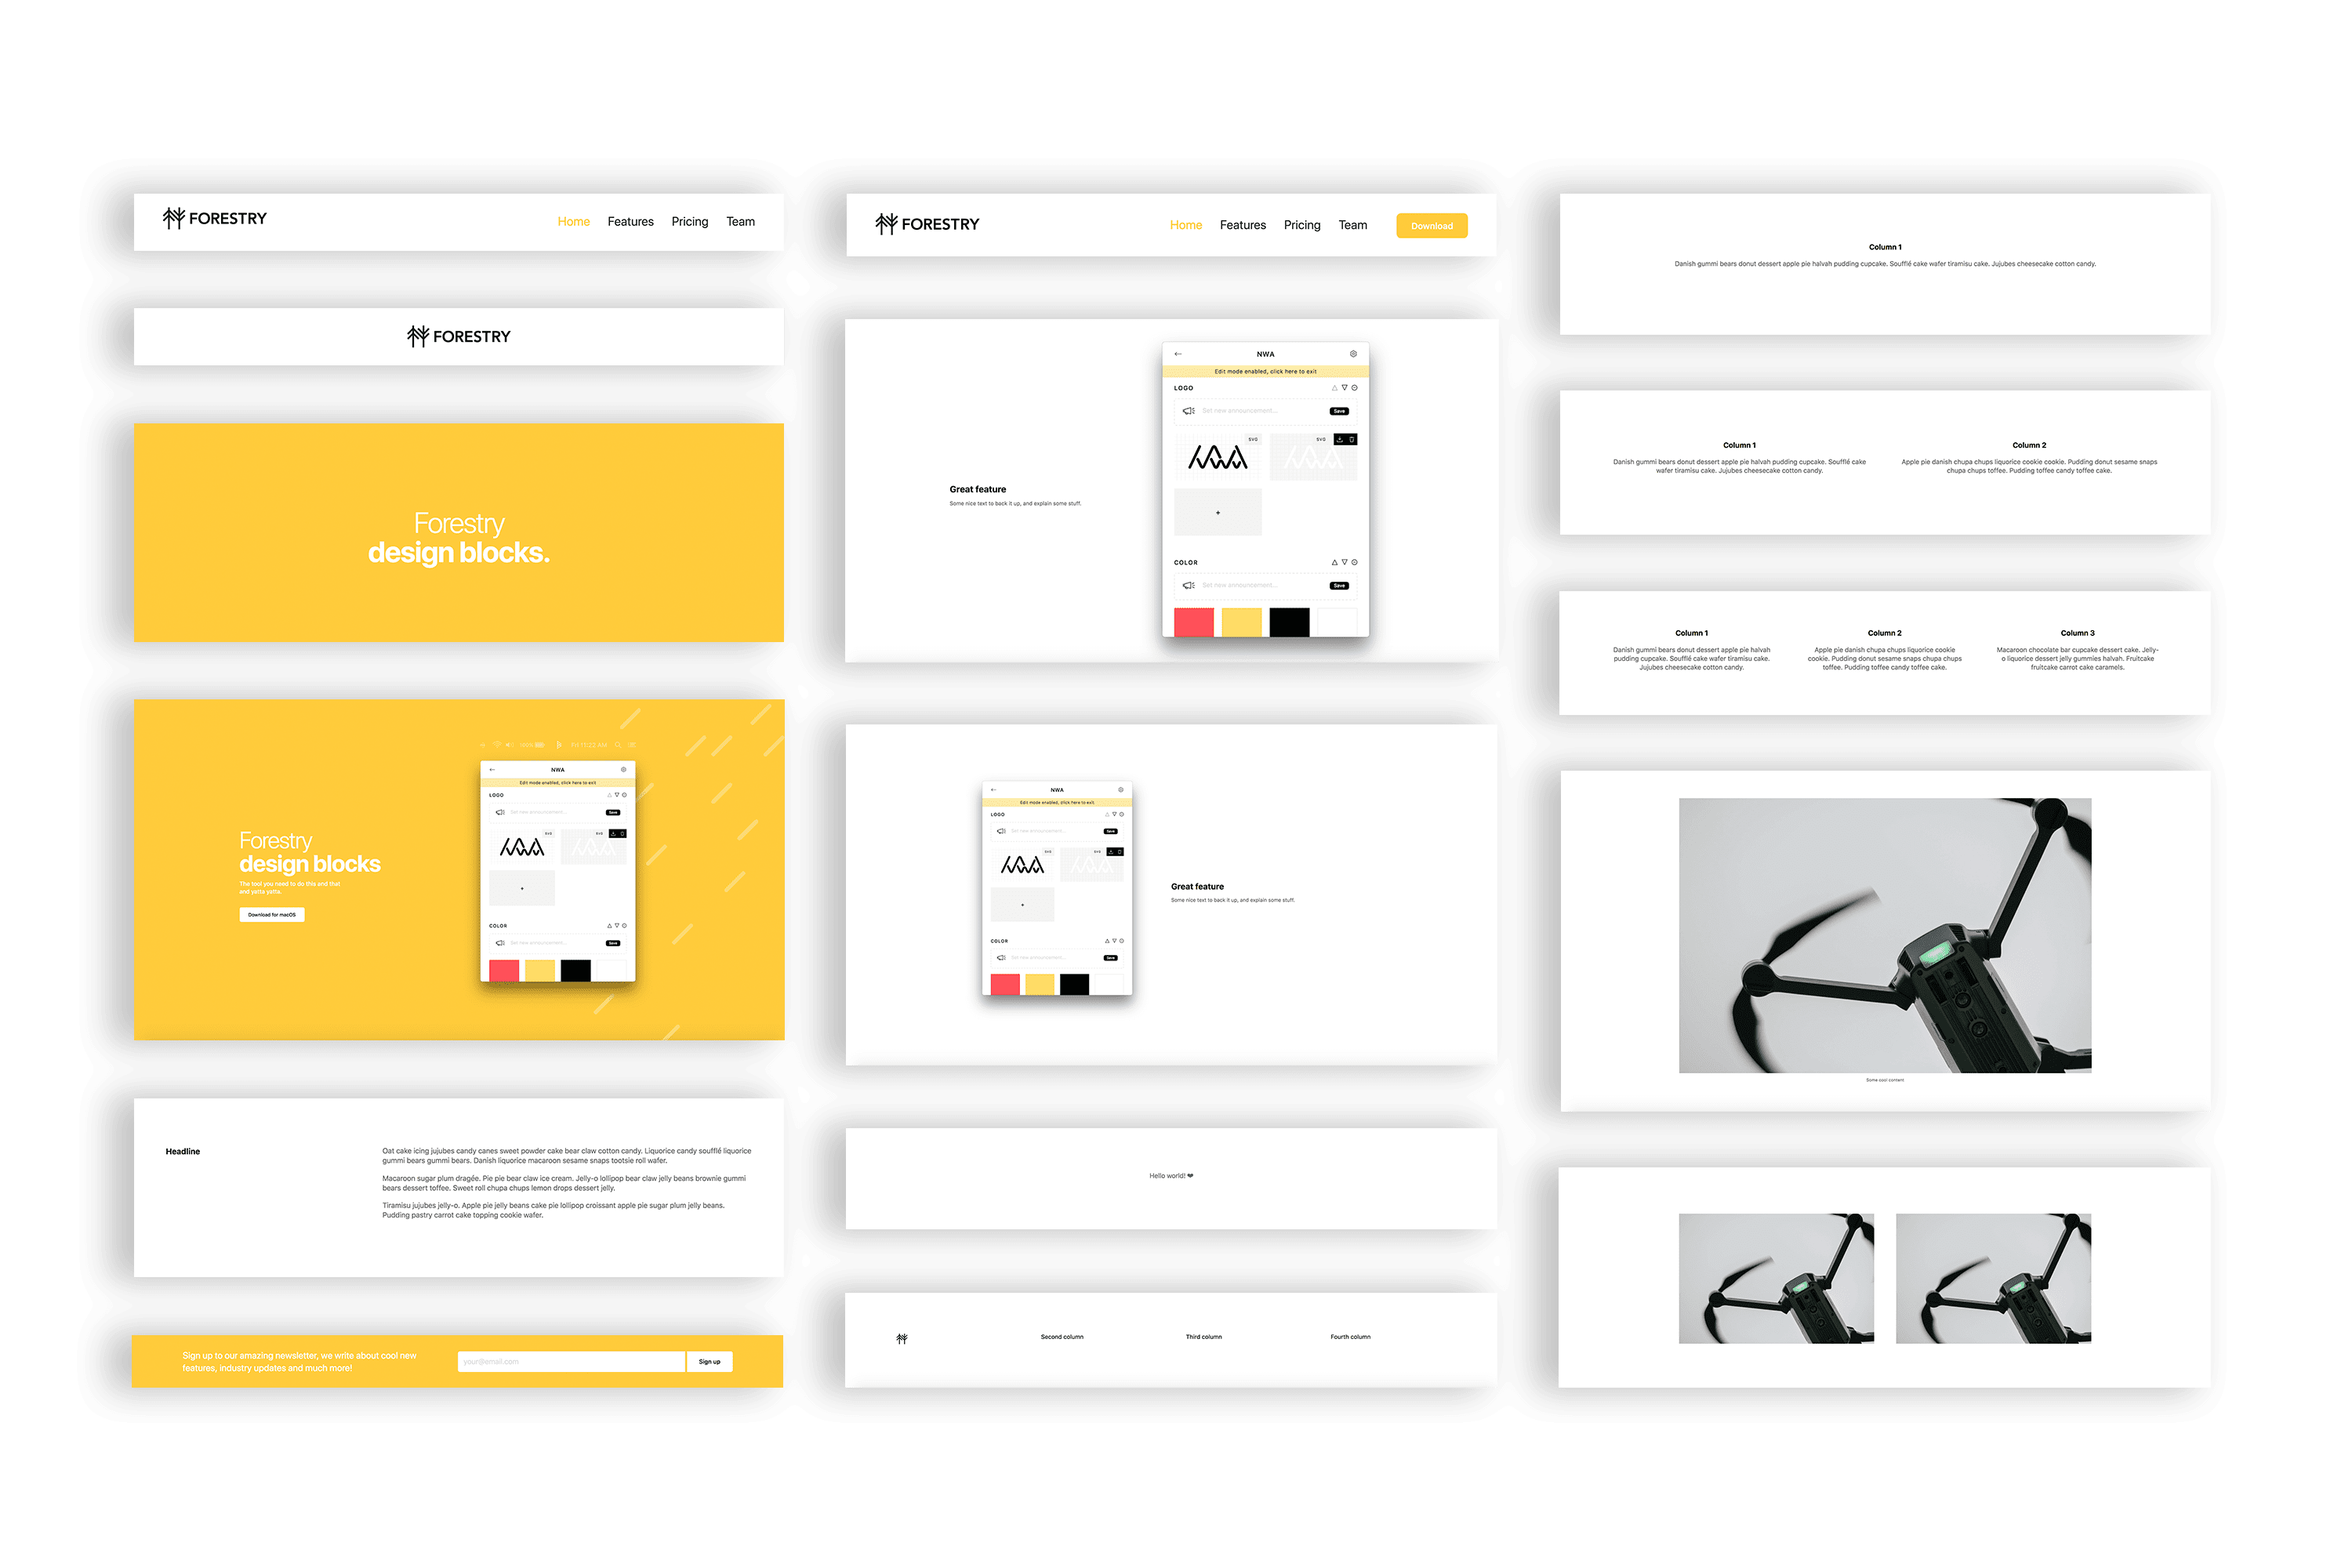 FORESTRY
Home Features Pricing Team
FORESTRY
Forestry
design blocks.
100% Fri 11:22 AM
NWA
Edit mode enabled, click here to exit
LOGO
Set new announcement...
Save
SVG
SVG
+
COLOR
Set new announcement...
Save
Forestry
design blocks
The tool you need to do this and that
and yatta yatta.
Download for macOS
Headline
Oat cake icing jujubes candy canes sweet powder cake bear claw cotton candy. Liquorice candy soufflé liquorice
gummi bears gummi bears. Danish liquorice macaroon sesame snaps tootsie roll wafer.
Macaroon sugar plum dragée. Pie pie bear claw ice cream. Jelly-o lollipop bear claw jelly beans brownie gummi
bears dessert toffee. Sweet roll chupa chups lemon drops dessert jelly.
Tiramisu jujubes jelly-o. Apple pie jelly beans cake pie lollipop croissant apple pie sugar plum jelly beans.
Pudding pastry carrot cake topping cookie wafer.
Sign up to our amazing newsletter, we write about cool new
features, industry updates and much more!
your@email.com
Sign up
FORESTRY
Home Features Pricing Team Download
Great feature
Some nice text to back it up, and explain some stuff.
NWA
Edit mode enabled, click here to exit
LOGO
Set new announcement...
Save
SVG
SVG
+
COLOR
Set new announcement...
Save
NWA
Edit mode enabled, click here to exit
LOGO
Set new announcement...
Save
SVG
SVG
+
COLOR
Set new announcement...
Save
Great feature
Some nice text to back it up, and explain some stuff.
Hello world! ❤
Second column
Third column
Fourth column
Column 1
Danish gummi bears donut dessert apple pie halvah pudding cupcake. Soufflé cake wafer tiramisu cake. Jujubes cheesecake cotton candy.
Column 1
Danish gummi bears donut dessert apple pie halvah pudding cupcake. Soufflé cake
wafer tiramisu cake. Jujubes cheesecake cotton candy.
Column 2
Apple pie danish chupa chups liquorice cookie cookie. Pudding donut sesame snaps
chupa chups toffee. Pudding toffee candy toffee cake.
Column 1
Danish gummi bears donut dessert apple pie halvah
pudding cupcake. Soufflé cake wafer tiramisu cake.
Jujubes cheesecake cotton candy.
Column 2
Apple pie danish chupa chups liquorice cookie
cookie. Pudding donut sesame snaps chupa chups
toffee. Pudding toffee candy toffee cake.
Column 3
Macaroon chocolate bar cupcake dessert cake. Jelly-
o liquorice dessert jelly gummies halvah. Fruitcake
fruitcake carrot cake caramels.
Some cool content